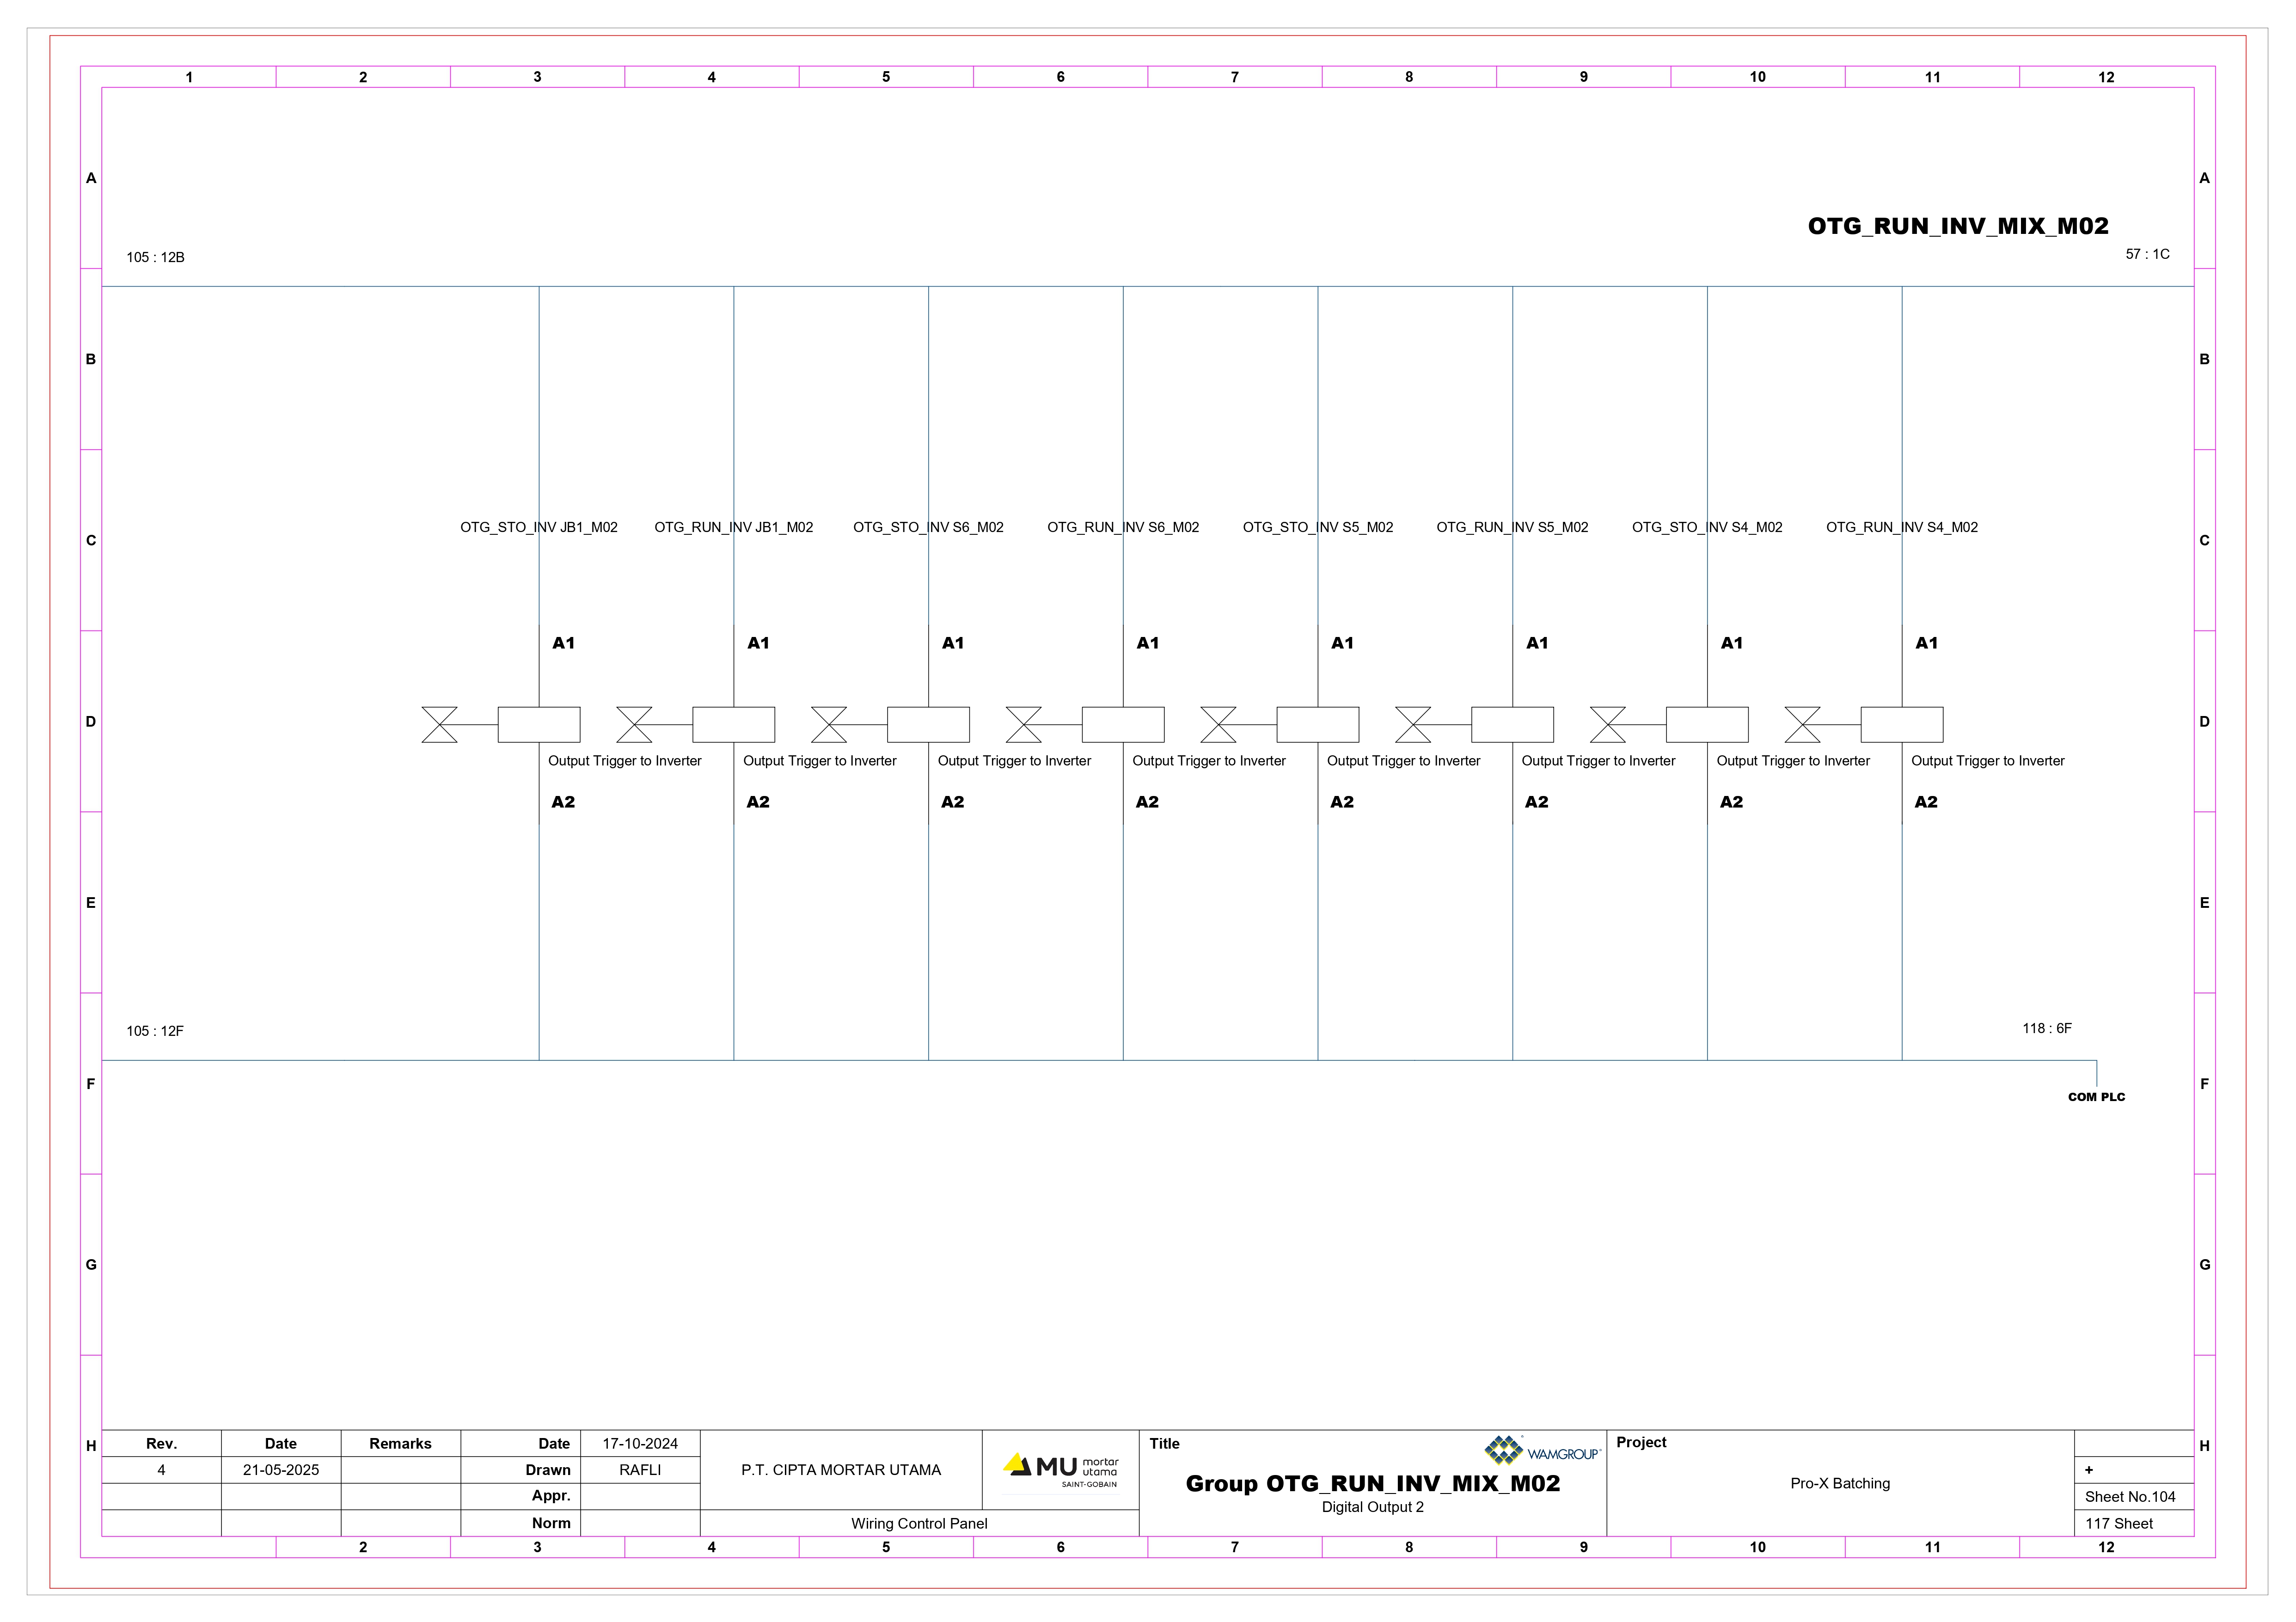 1 2 3 4 5 6 7 8 9 10 11 12
A A
OTG_RUN_INV_MIX_M02
105 : 12B 57 : 1C
B B
OTG_STO_INV JB1_M02 OTG_RUN_INV JB1_M02 OTG_STO_INV S6_M02 OTG_RUN_INV S6_M02 OTG_STO_INV S5_M02 OTG_RUN_INV S5_M02 OTG_STO_INV S4_M02 OTG_RUN_INV S4_M02
C C
A1 A1 A1 A1 A1 A1 A1 A1
D D
Output Trigger to Inverter Output Trigger to Inverter Output Trigger to Inverter Output Trigger to Inverter Output Trigger to Inverter Output Trigger to Inverter Output Trigger to Inverter Output Trigger to Inverter
A2 A2 A2 A2 A2 A2 A2 A2
E E
105 : 12F 118 : 6F
F F
COM PLC
G G
H H
Rev. Date Remarks Date 17-10-2024
4 21-05-2025 Drawn RAFLI
Appr.
Norm
P.T. CIPTA MORTAR UTAMA
MU mortar
utama
SAINT-GOBAIN
Wiring Control Panel
Title
WAMGROUP®
Group OTG_RUN_INV_MIX_M02
Digital Output 2
Project
Pro-X Batching
+
Sheet No.104
117 Sheet
2 3 4 5 6 7 8 9 10 11 12